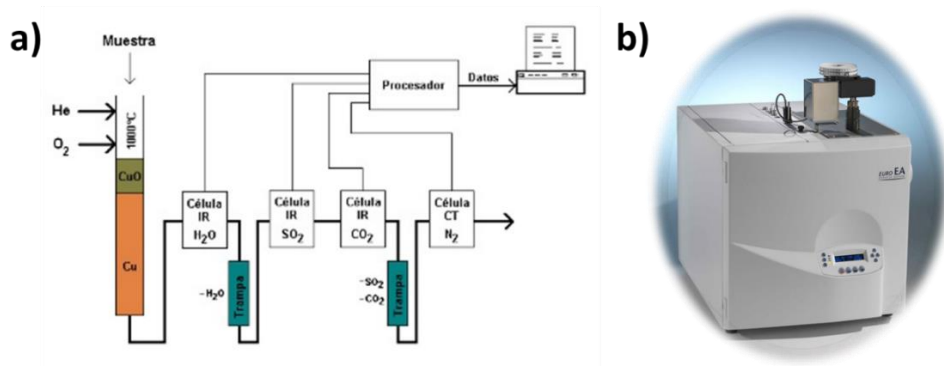 a)
Muestra
He
O₂
1000°C
CuO
Cu
Célula
IR
H₂O
-H₂O
Trampa
Célula
IR
SO₂
Célula
IR
CO₂
-SO₂
-CO₂
Trampa
Célula
CT
N₂
Procesador
Datos
b)
EURO EA